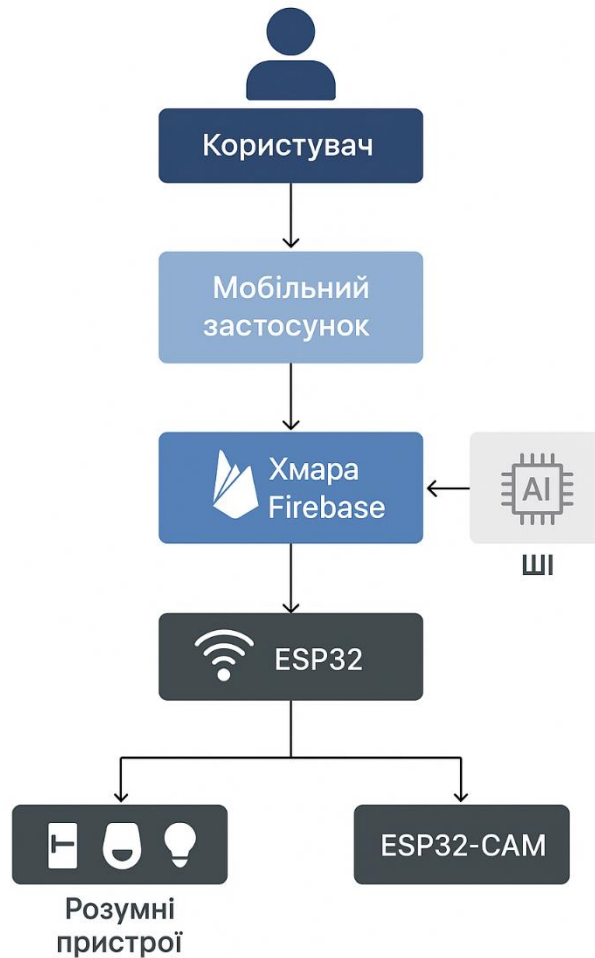 Користувач
Мобільний
застосунок
Хмара
Firebase
AI
ШІ
ESP32
ESP32-CAM
Розумні
пристрої